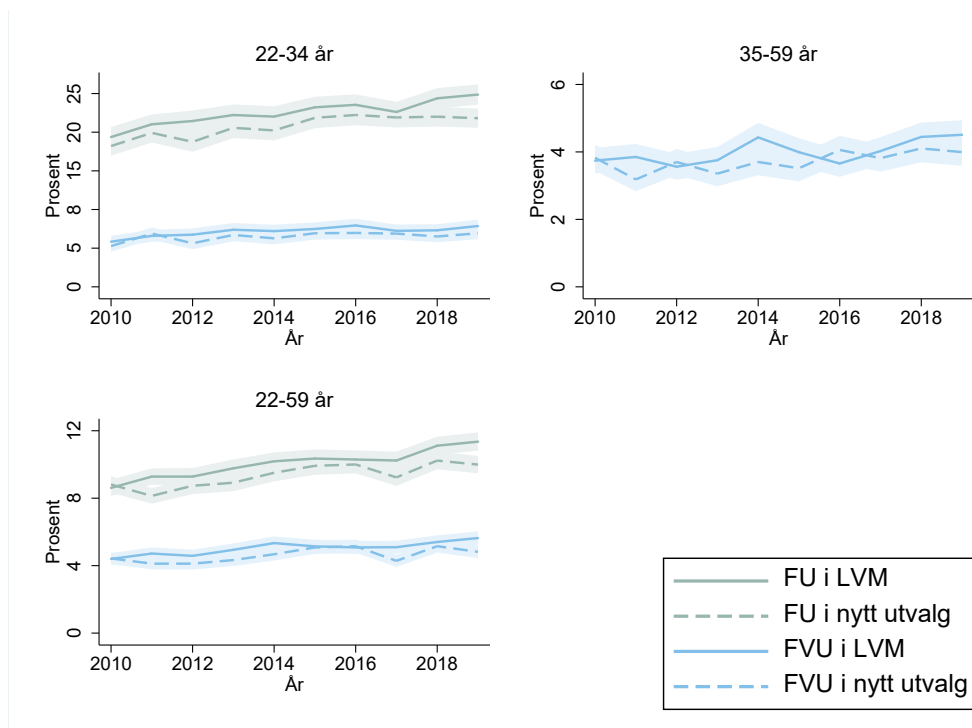 22-34 år
Prosent
25
20
15
8
5
0
2010 2012 2014 2016 2018
År
35-59 år
Prosent
6
4
2
0
2010 2012 2014 2016 2018
År
22-59 år
Prosent
12
8
4
0
2010 2012 2014 2016 2018
År
FU i LVM
FU i nytt utvalg
FVU i LVM
FVU i nytt utvalg